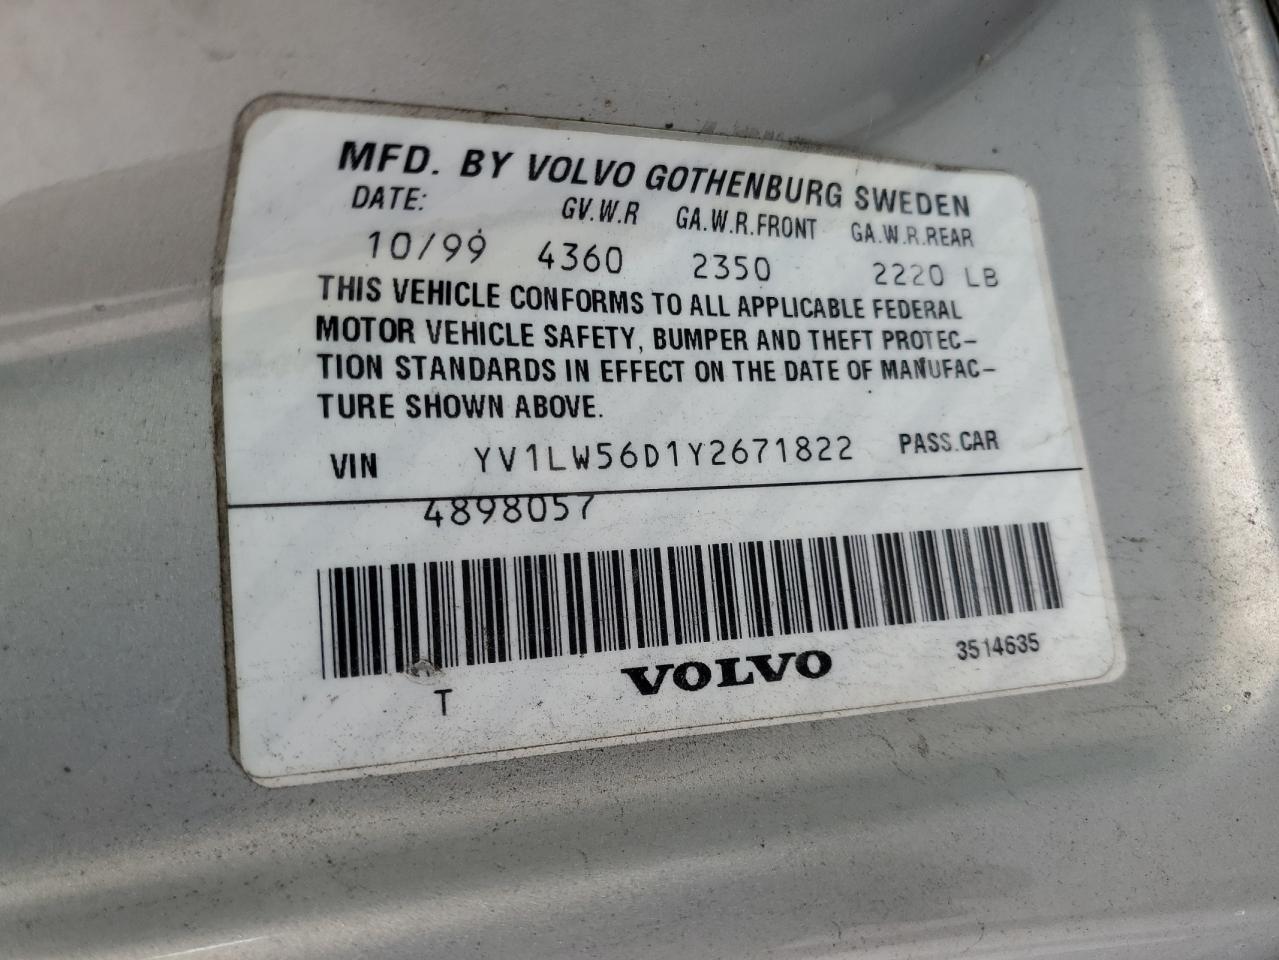 MFD. BY VOLVO GOTHENBURG SWEDEN
DATE: GV.W.R GA.W.R.FRONT GA.W.R.REAR
10/99 4360 2350 2220 LB
THIS VEHICLE CONFORMS TO ALL APPLICABLE FEDERAL
MOTOR VEHICLE SAFETY, BUMPER AND THEFT PROTEC-
TION STANDARDS IN EFFECT ON THE DATE OF MANUFAC-
TURE SHOWN ABOVE.
VIN YV1LW56D1Y2671822 PASS.CAR
4898057
VOLVO 3514635
T